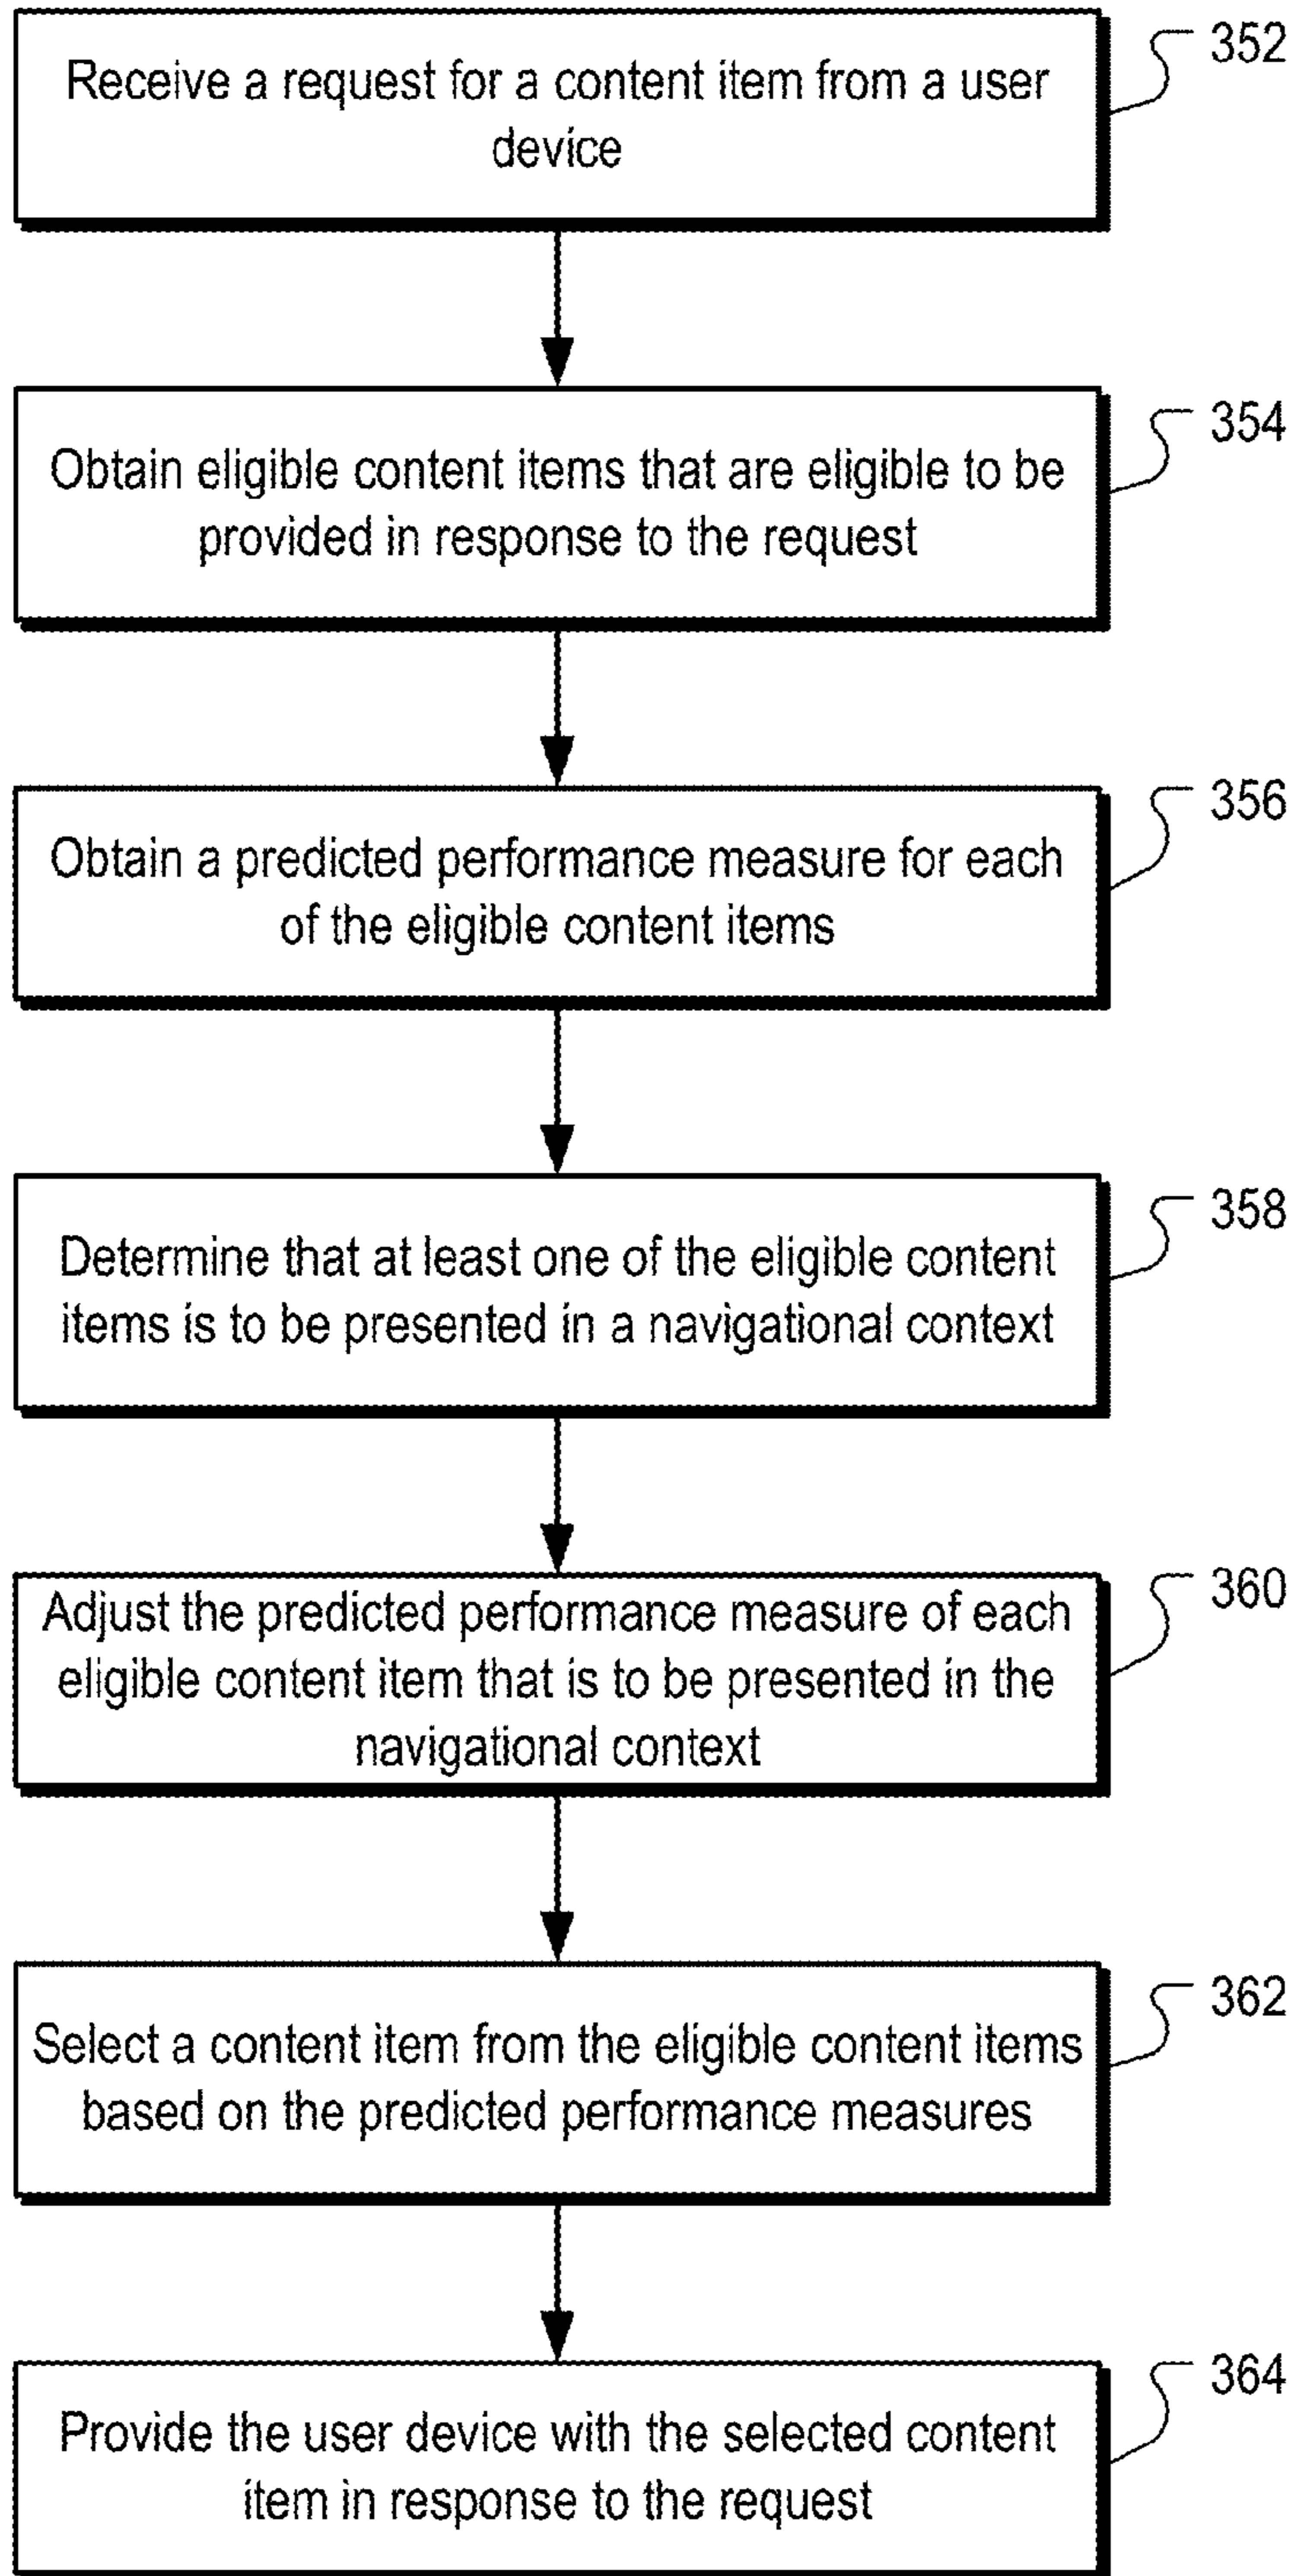 352
Receive a request for a content item from a user
device
354
Obtain eligible content items that are eligible to be
provided in response to the request
356
Obtain a predicted performance measure for each
of the eligible content items
358
Determine that at least one of the eligible content
items is to be presented in a navigational context
360
Adjust the predicted performance measure of each
eligible content item that is to be presented in the
navigational context
362
Select a content item from the eligible content items
based on the predicted performance measures
364
Provide the user device with the selected content
item in response to the request